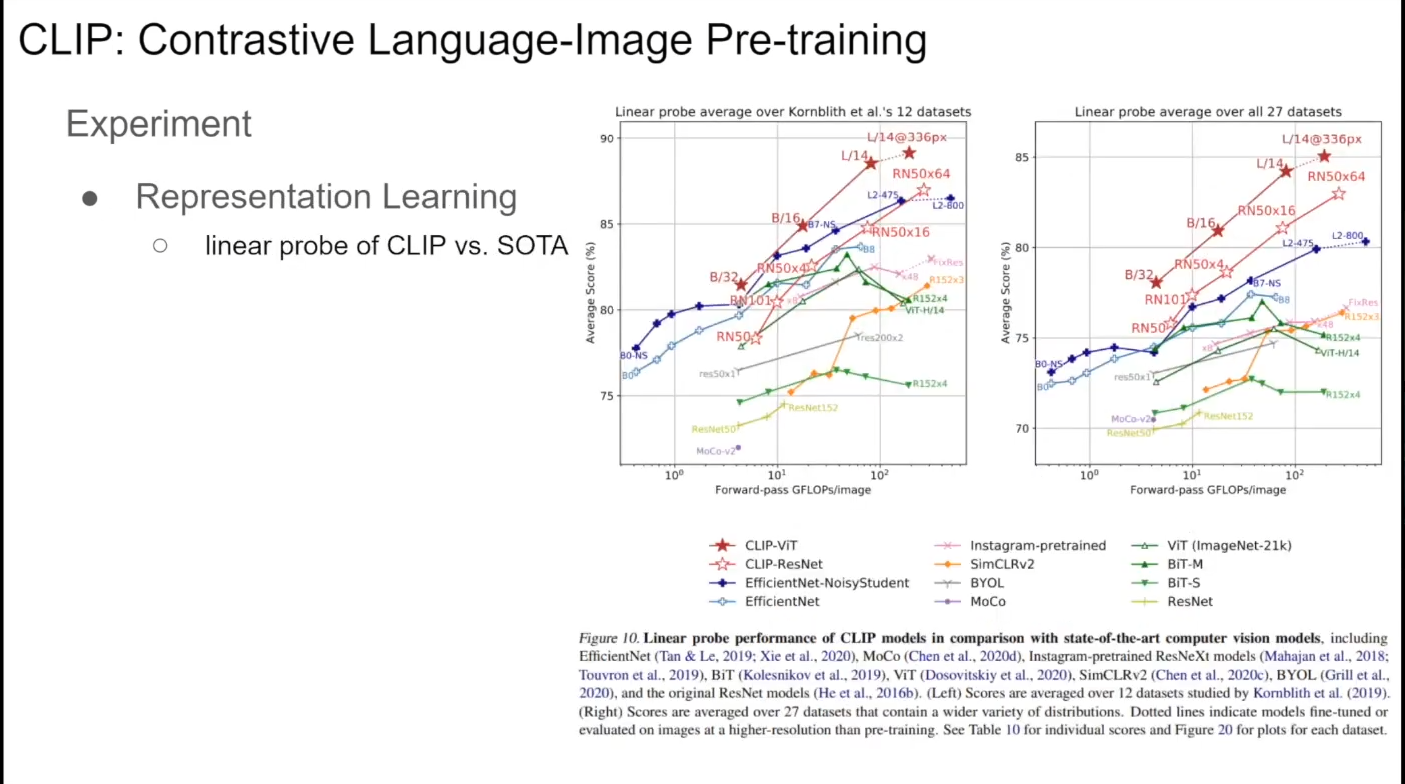 CLIP: Contrastive Language-Image Pre-training
Experiment
● Representation Learning
○ linear probe of CLIP vs. SOTA
Linear probe average over Kornblith et al.'s 12 datasets
90
85
80
75
Average Score (%)
10⁰
10¹
10²
Forward-pass GFLOPs/image
L/14@336px
L/14
RN50x64
L2-475
L2-800
B/16
B7-NS
RN50x16
B8
B/32
RN50x4
FixRes
x48
R152x3
RN101
x8
R152x4
ViT-H/14
RN50
res200x2
B0-NS
B0
res50x1
R152x4
ResNet152
ResNet50
MoCo-v2
Linear probe average over all 27 datasets
85
80
75
70
Average Score (%)
10⁰
10¹
10²
Forward-pass GFLOPs/image
L/14@336px
L/14
RN50x64
B/16
RN50x16
L2-475
L2-800
B/32
RN50x4
B7-NS
RN101
B8
FixRes
R152x3
RN50
x48
R152x4
x8
ViT-H/14
B0-NS
B0
res50x1
R152x4
MoCo-v2
ResNet152
ResNet50
CLIP-ViT
CLIP-ResNet
EfficientNet-NoisyStudent
EfficientNet
Instagram-pretrained
SimCLRv2
BYOL
MoCo
ViT (ImageNet-21k)
BiT-M
BiT-S
ResNet
Figure 10. Linear probe performance of CLIP models in comparison with state-of-the-art computer vision models, including
EfficientNet (Tan & Le, 2019; Xie et al., 2020), MoCo (Chen et al., 2020d), Instagram-pretrained ResNeXt models (Mahajan et al., 2018;
Touvron et al., 2019), BiT (Kolesnikov et al., 2019), ViT (Dosovitskiy et al., 2020), SimCLRv2 (Chen et al., 2020c), BYOL (Grill et al.,
2020), and the original ResNet models (He et al., 2016b). (Left) Scores are averaged over 12 datasets studied by Kornblith et al. (2019).
(Right) Scores are averaged over 27 datasets that contain a wider variety of distributions. Dotted lines indicate models fine-tuned or
evaluated on images at a higher-resolution than pre-training. See Table 10 for individual scores and Figure 20 for plots for each dataset.